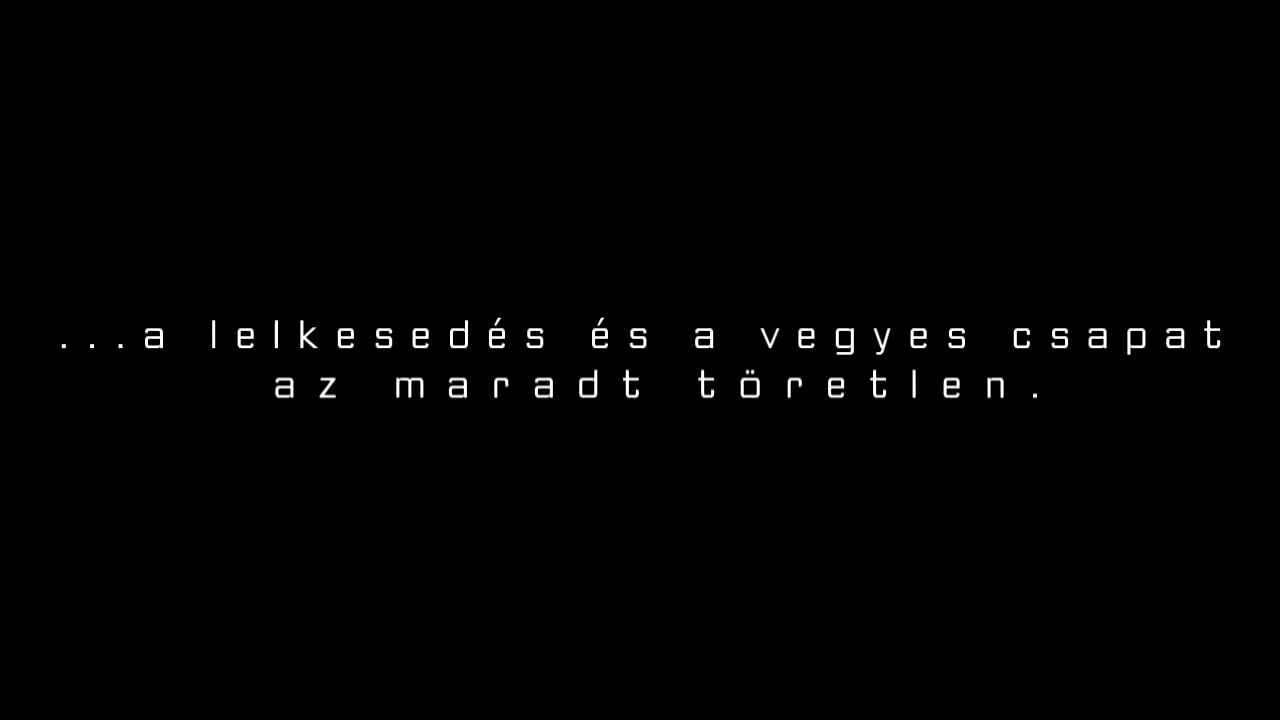 ...a lelkesedés és a vegyes csapat
az maradt töretlen.